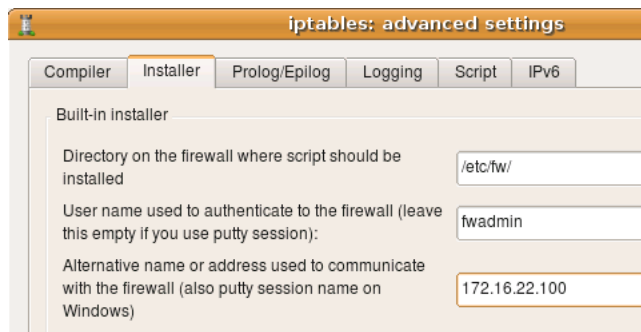 iptables: advanced settings
Compiler Installer Prolog/Epilog Logging Script IPv6
Built-in installer
Directory on the firewall where script should be
installed
/etc/fw/
User name used to authenticate to the firewall (leave
this empty if you use putty session):
fwadmin
Alternative name or address used to communicate
with the firewall (also putty session name on
Windows)
172.16.22.100